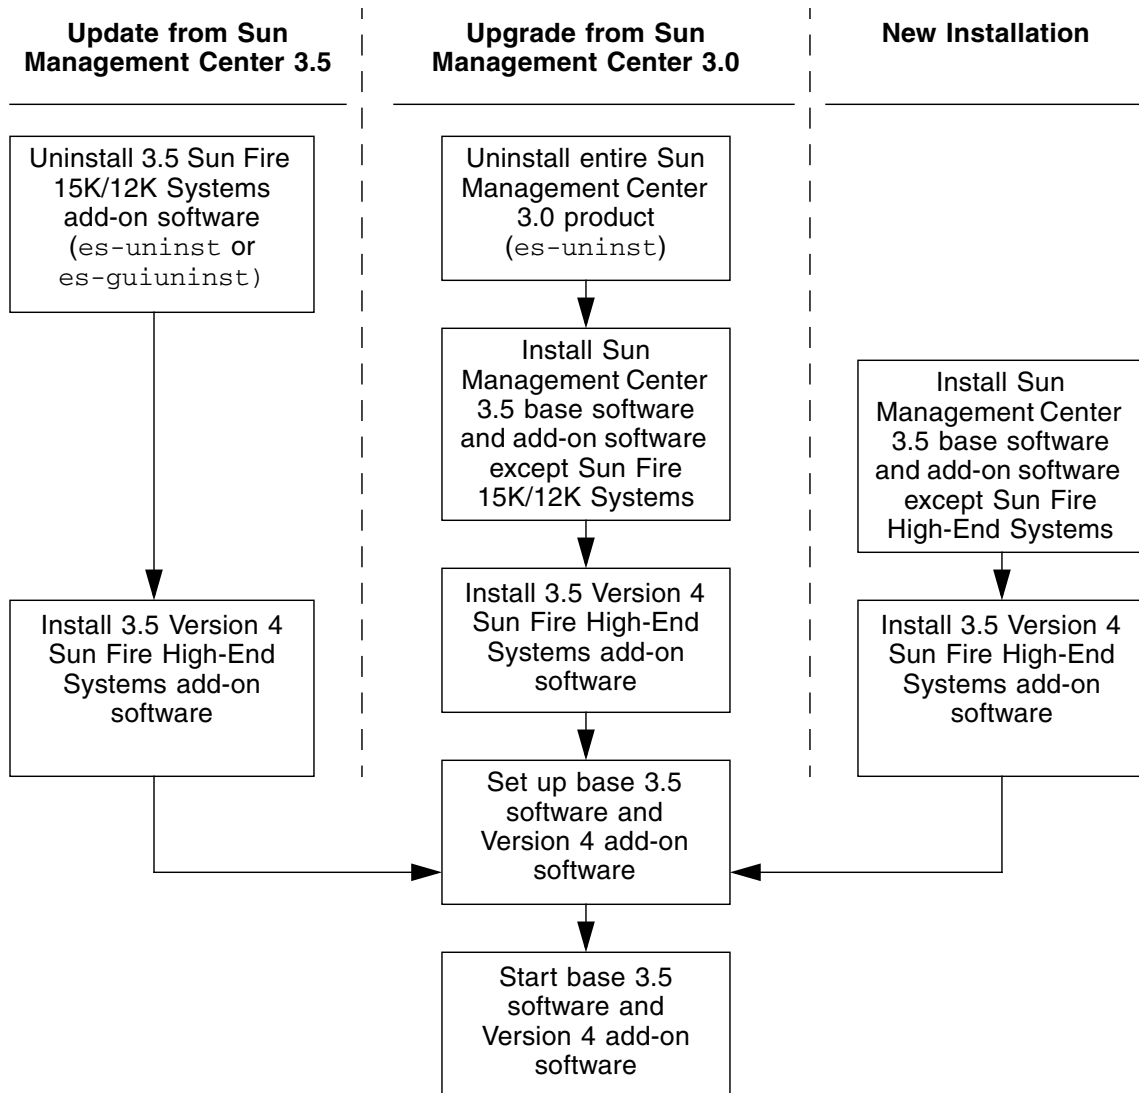 Update from Sun
Management Center 3.5
Upgrade from Sun
Management Center 3.0
New Installation
Uninstall 3.5 Sun Fire
15K/12K Systems
add-on software
(es-uninst or
es-guiuninst)
Uninstall entire Sun
Management Center
3.0 product
(es-uninst)
Install Sun
Management Center
3.5 base software
and add-on software
except Sun Fire
15K/12K Systems
Install Sun
Management Center
3.5 base software
and add-on software
except Sun Fire
High-End Systems
Install 3.5 Version 4
Sun Fire High-End
Systems add-on
software
Install 3.5 Version 4
Sun Fire High-End
Systems add-on
software
Install 3.5 Version 4
Sun Fire High-End
Systems add-on
software
Set up base 3.5
software and
Version 4 add-on
software
Start base 3.5
software and
Version 4 add-on
software